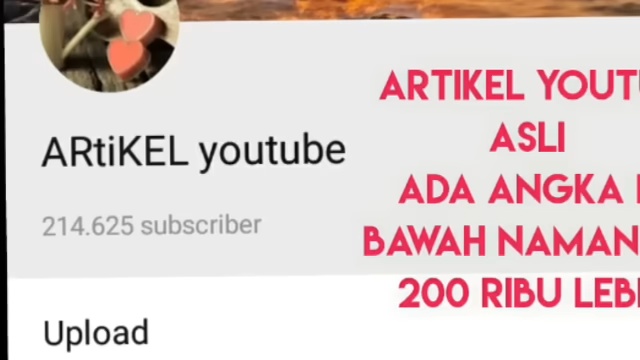 ARtiKEL youtube
214.625 subscriber
Upload
ARTIKEL
ASLI
ADA ANGKA
BAWAH
200 RIBU